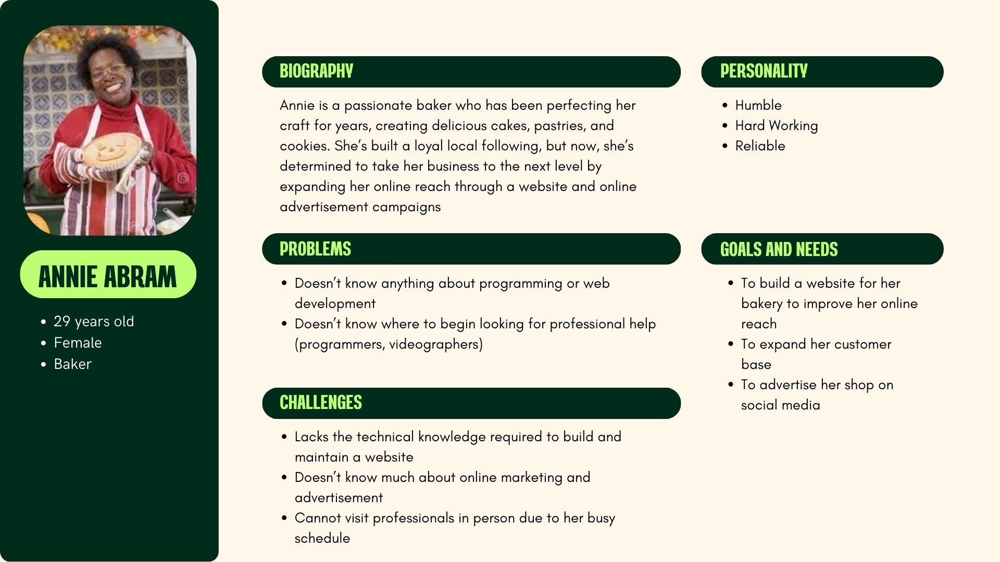 ANNIE ABRAM
29 years old
Female
Baker
BIOGRAPHY
Annie is a passionate baker who has been perfecting her
craft for years, creating delicious cakes, pastries, and
cookies. She’s built a loyal local following, but now, she’s
determined to take her business to the next level by
expanding her online reach through a website and online
advertisement campaigns
PROBLEMS
Doesn’t know anything about programming or web
development
Doesn’t know where to begin looking for professional help
(programmers, videographers)
CHALLENGES
Lacks the technical knowledge required to build and
maintain a website
Doesn’t know much about online marketing and
advertisement
Cannot visit professionals in person due to her busy
schedule
PERSONALITY
Humble
Hard Working
Reliable
GOALS AND NEEDS
To build a website for her
bakery to improve her online
reach
To expand her customer
base
To advertise her shop on
social media